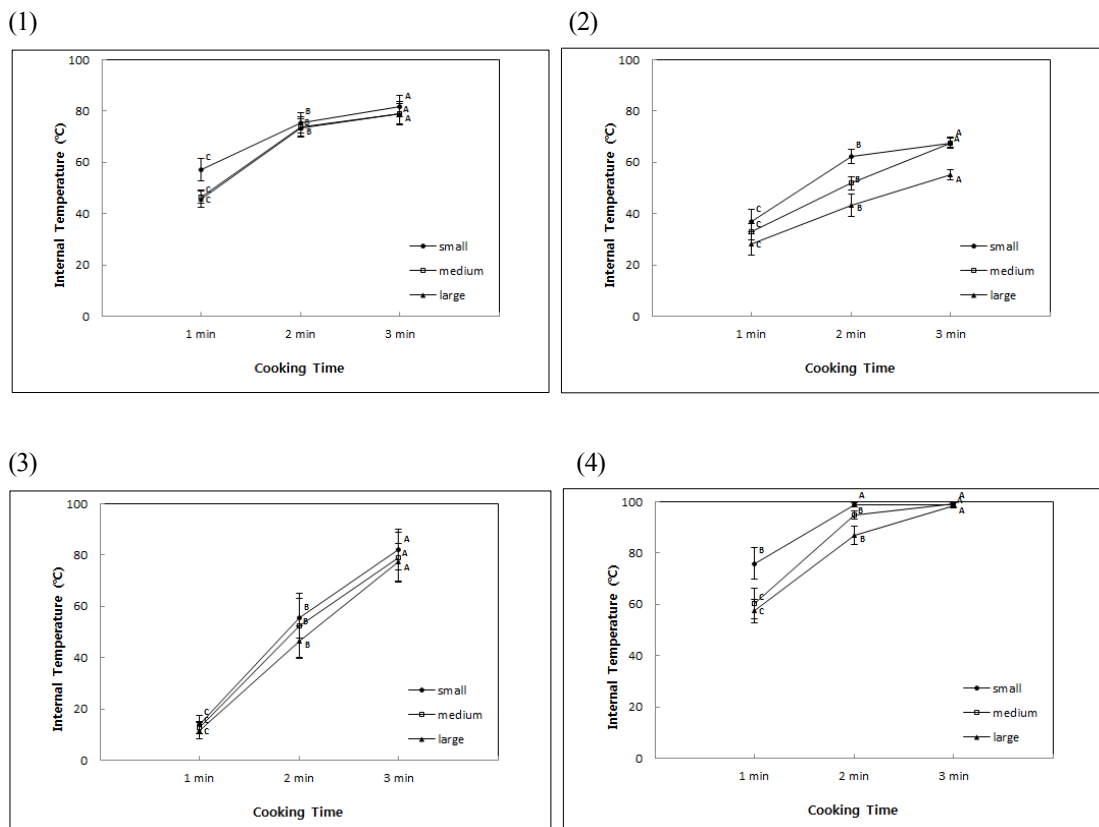 (1)
Internal Temperature (℃)
100
80
60
40
20
0
C
C
C
B
B
B
A
A
A
small
medium
large
1 min 2 min 3 min
Cooking Time
(2)
Internal Temperature (℃)
100
80
60
40
20
0
C
C
C
B
B
B
A
A
A
small
medium
large
1 min 2 min 3 min
Cooking Time
(3)
Internal Temperature (℃)
100
80
60
40
20
0
C
C
C
B
B
B
A
A
A
small
medium
large
1 min 2 min 3 min
Cooking Time
(4)
Internal Temperature (℃)
100
80
60
40
20
0
B
C
C
A
B
B
A
A
A
small
medium
large
1 min 2 min 3 min
Cooking Time